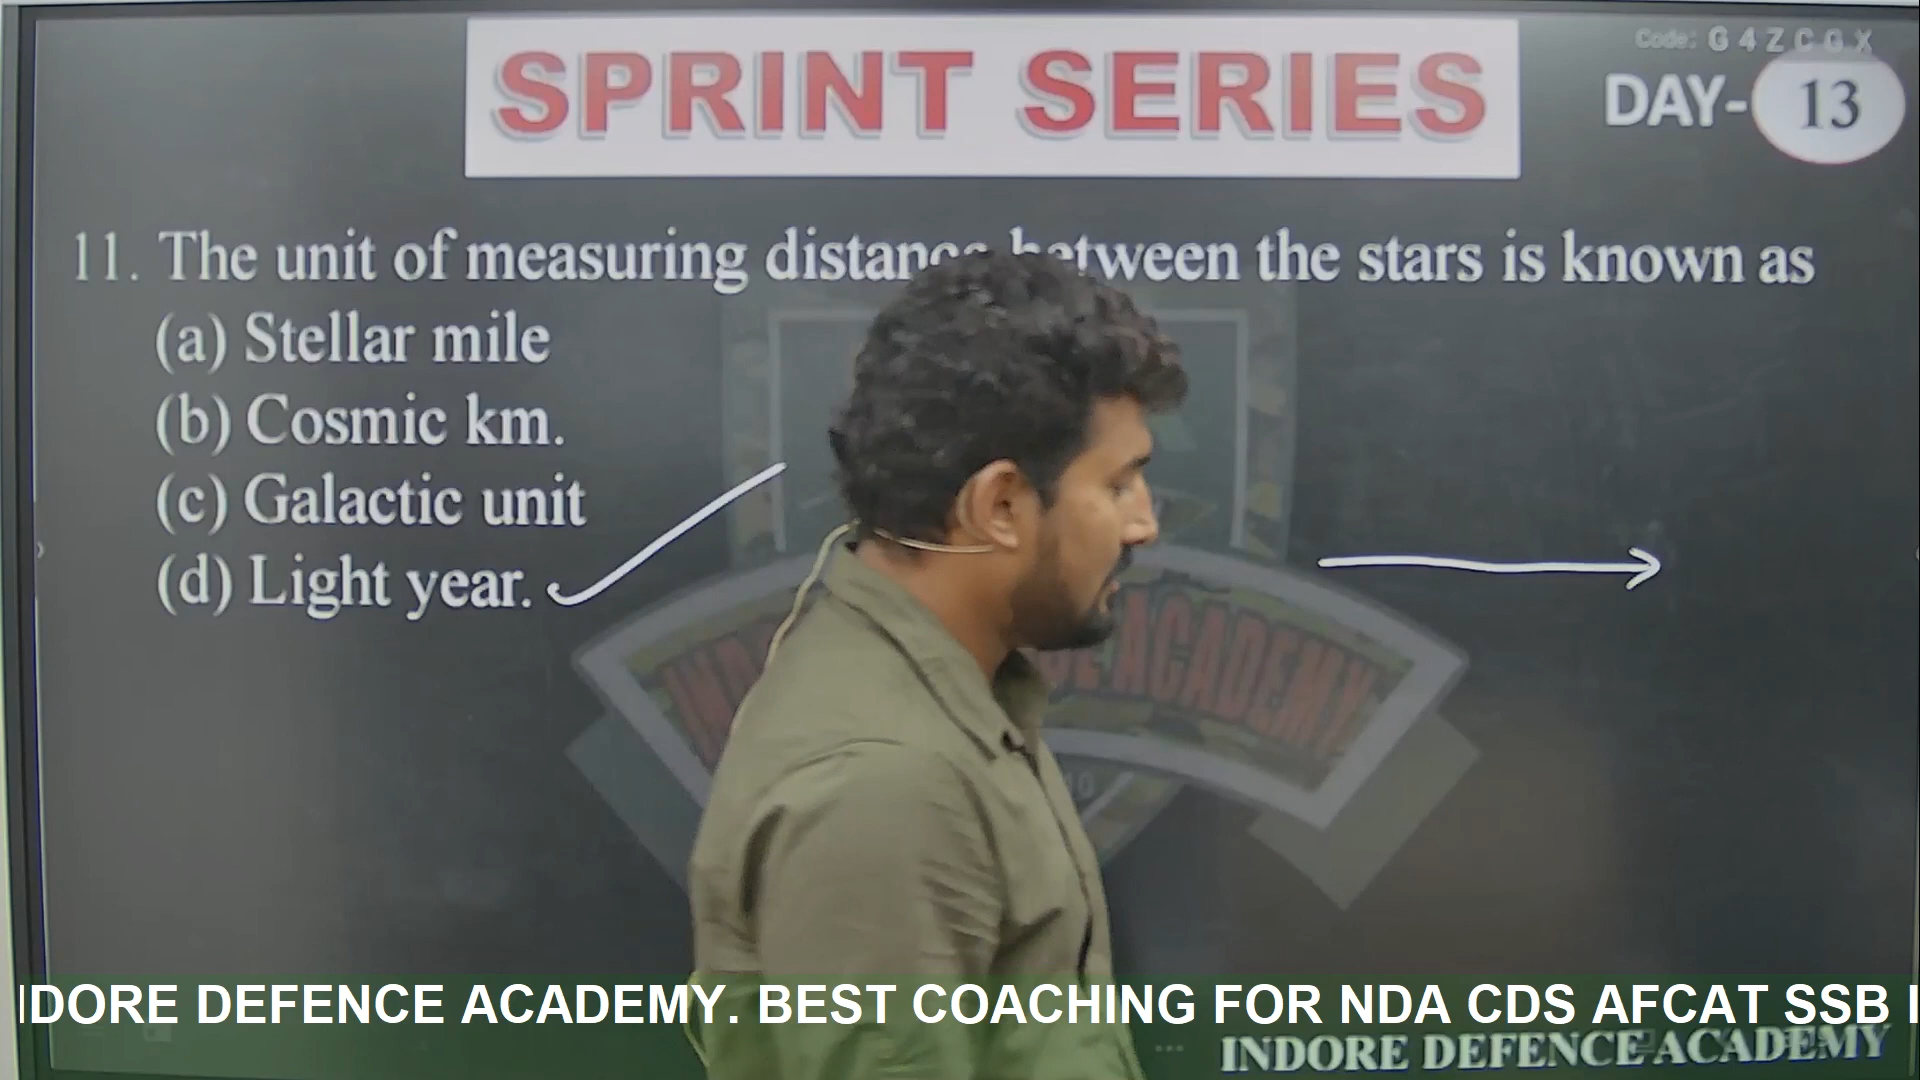 Code: G4ZCGX
SPRINT SERIES
DAY-13
11. The unit of measuring distance between the stars is known as
(a) Stellar mile
(b) Cosmic km.
(c) Galactic unit
(d) Light year.
ACADEMY
IDORE DEFENCE ACADEMY. BEST COACHING FOR NDA CDS AFCAT SSB
INDORE DEFENCE ACADEMY